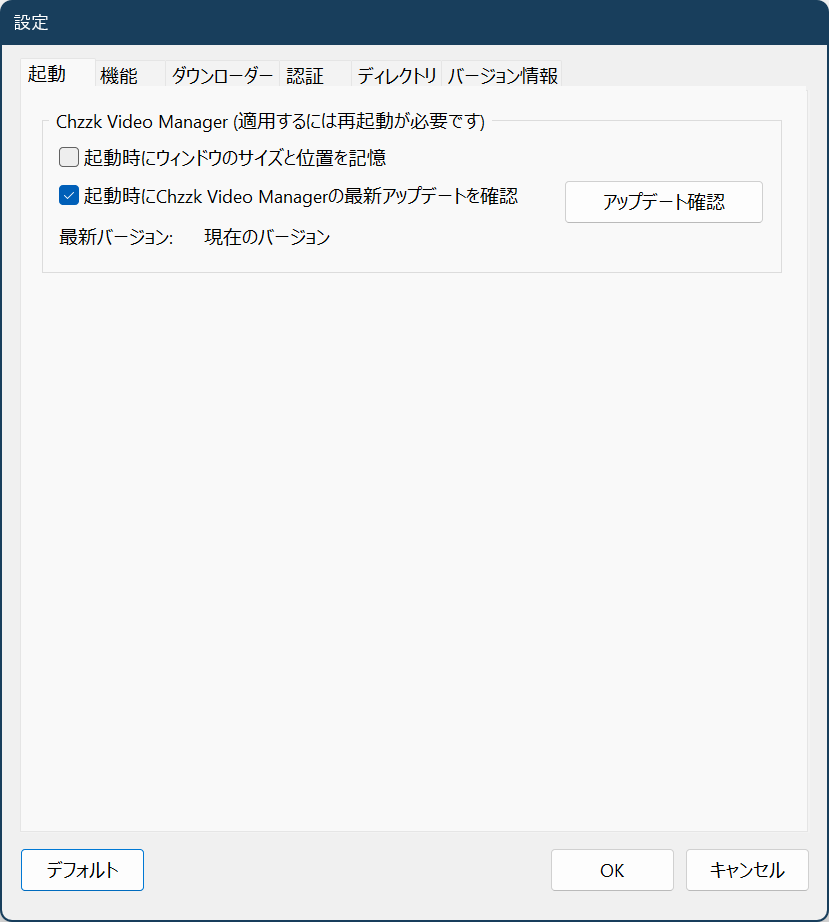 設定
起動 機能 ダウンローダー 認証 ディレクトリ バージョン情報
Chzzk Video Manager (適用するには再起動が必要です)
起動時にウィンドウのサイズと位置を記憶
起動時にChzzk Video Managerの最新アップデートを確認
アップデート確認
最新バージョン: 現在のバージョン
デフォルト OK キャンセル